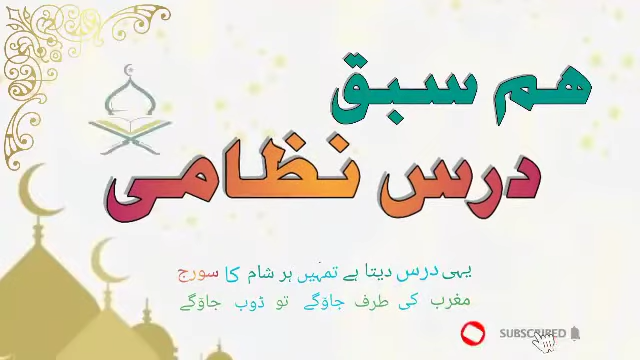 هم سبق
درس نظامی
یہی درس دیتا ہے تمہیں ہر شام کا سورج
مغرب کی طرف جاؤگے تو ڈوب جاؤگے
SUBSCRIBED